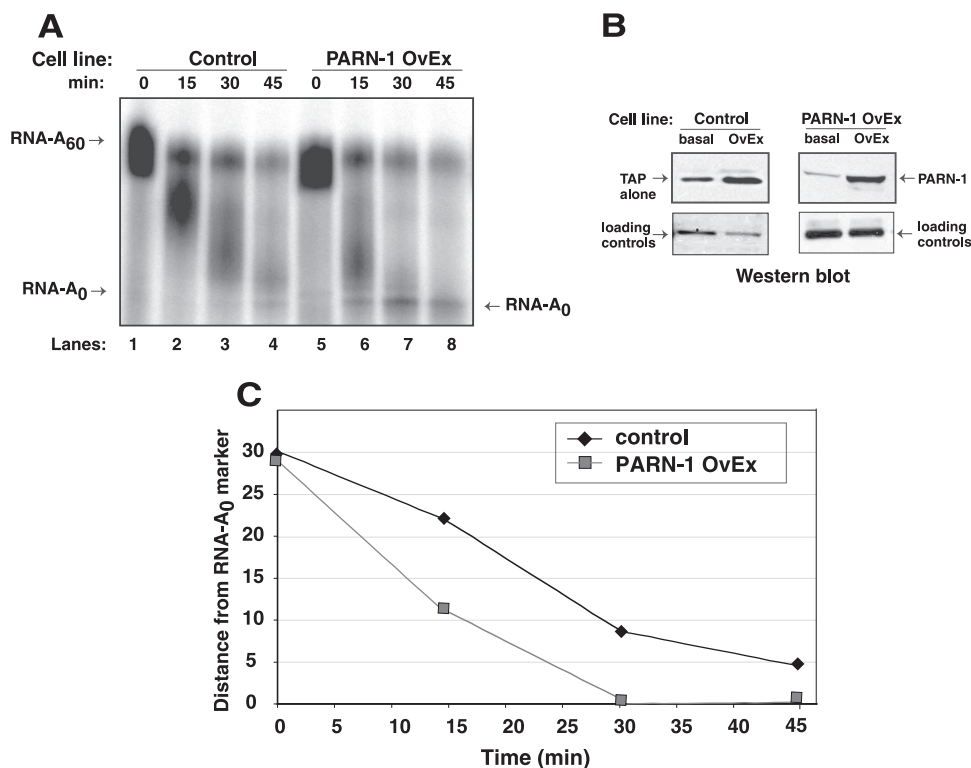 A
Cell line: Control PARN-1 OvEx
min: 0 15 30 45 0 15 30 45
RNA-A60 →
RNA-A0 →
← RNA-A0
Lanes: 1 2 3 4 5 6 7 8
B
Cell line: Control PARN-1 OvEx
basal OvEx basal OvEx
TAP → alone
← PARN-1
loading → controls
← loading controls
Western blot
C
Distance from RNA-A0 marker
30
25
20
15
10
5
0
control
PARN-1 OvEx
0 5 10 15 20 25 30 35 40 45
Time (min)